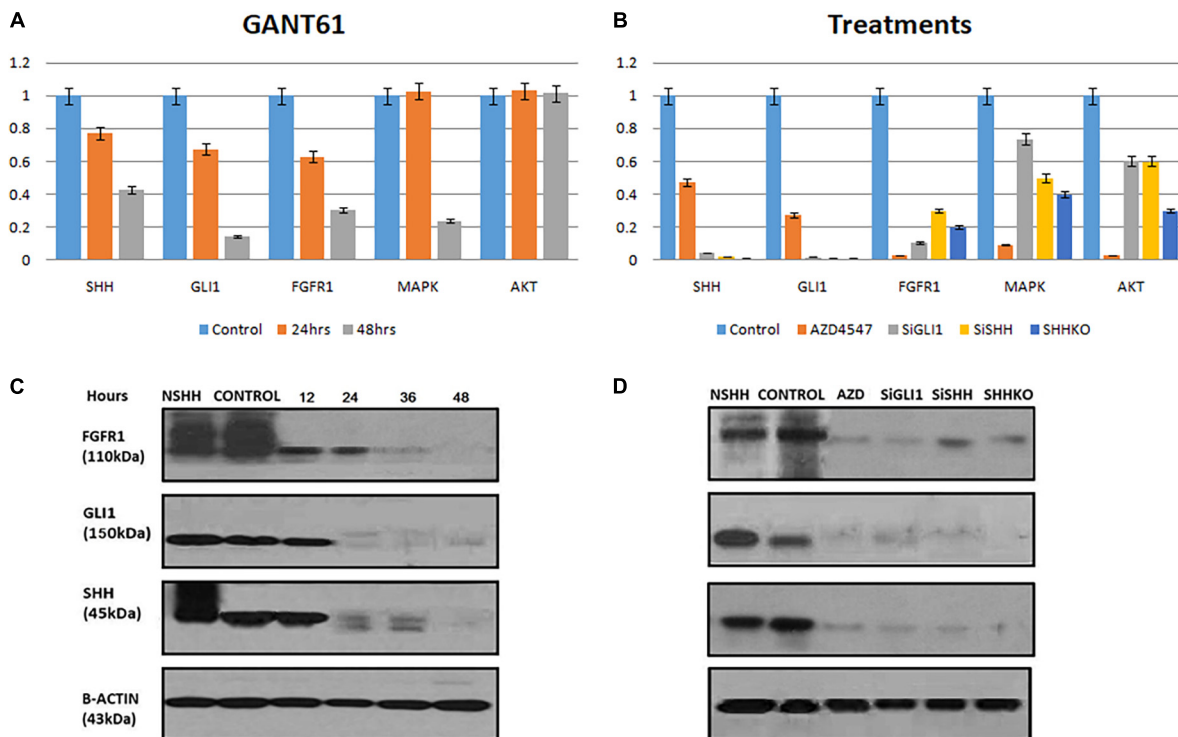 A
GANT61
1.2
1
0.8
0.6
0.4
0.2
0
SHH GLI1 FGFR1 MAPK AKT
Control 24hrs 48hrs
B
Treatments
1.2
1
0.8
0.6
0.4
0.2
0
SHH GLI1 FGFR1 MAPK AKT
Control AZD4547 SiGLI1 SiSHH SHHKO
C
Hours NSHH CONTROL 12 24 36 48
FGFR1
(110kDa)
GLI1
(150kDa)
SHH
(45kDa)
B-ACTIN
(43kDa)
D
NSHH CONTROL AZD SiGLI1 SiSHH SHHKO